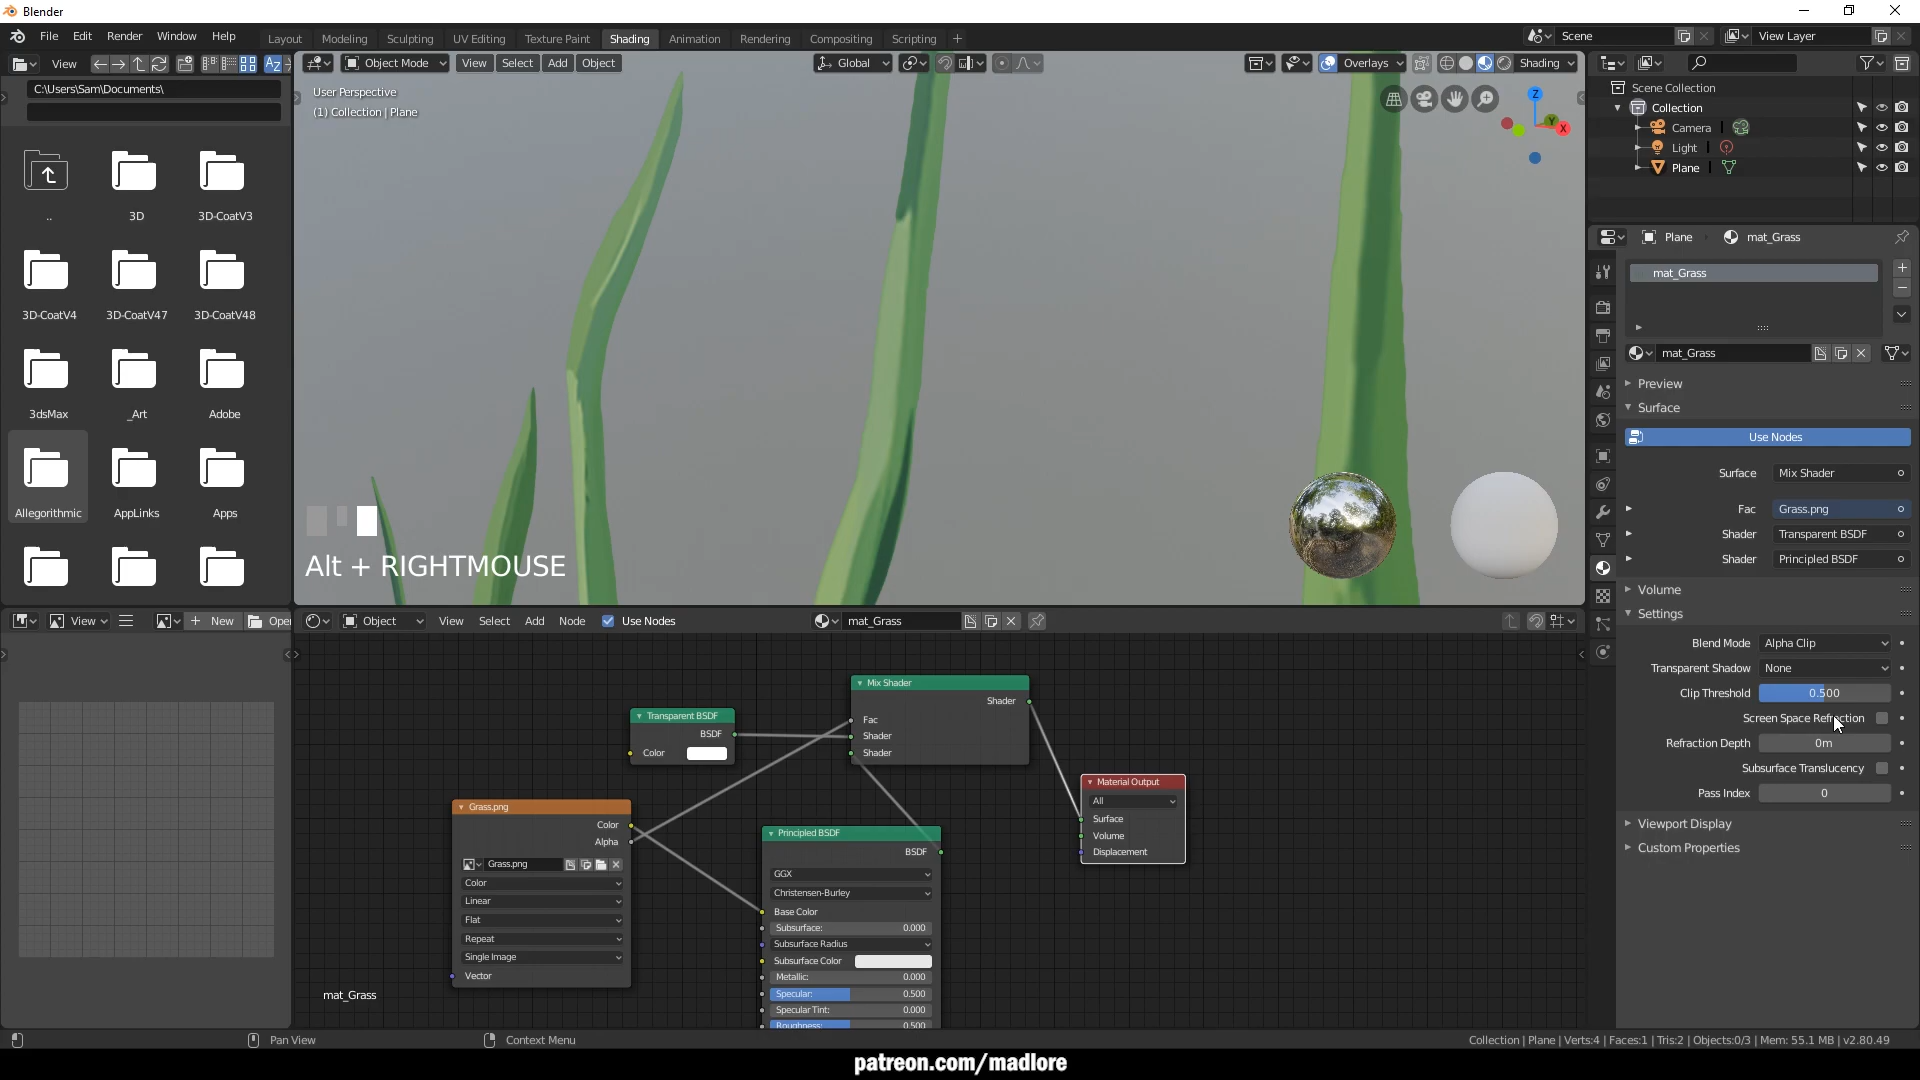 Blender
File Edit Render Window Help
Layout Modeling Sculpting UV Editing Texture Paint Shading Animation Rendering Compositing Scripting +
Scene View Layer
View
C:\Users\Sam\Documents\
Object Mode View Select Add Object
Global
Overlays Shading
User Perspective
(1) Collection | Plane
Z
Y
X
..
3D
3D-CoatV3
3D-CoatV4
3D-CoatV47
3D-CoatV48
3dsMax
_Art
Adobe
Allegorithmic
AppLinks
Apps
Alt + RIGHTMOUSE
Scene Collection
Collection
Camera
Light
Plane
Plane mat_Grass
mat_Grass
mat_Grass
Preview
Surface
Use Nodes
Surface Mix Shader
Fac Grass.png
Shader Transparent BSDF
Shader Principled BSDF
Volume
Settings
Blend Mode Alpha Clip
Transparent Shadow None
Clip Threshold 0.500
Screen Space Refraction
Refraction Depth 0m
Subsurface Translucency
Pass Index 0
Viewport Display
Custom Properties
View + New Open
Object View Select Add Node Use Nodes mat_Grass
Mix Shader
Shader
Fac
Shader
Shader
Transparent BSDF
BSDF
Color
Material Output
All
Surface
Volume
Displacement
Grass.png
Color
Alpha
Grass.png
Color
Linear
Flat
Repeat
Single Image
Vector
Principled BSDF
BSDF
GGX
Christensen-Burley
Base Color
Subsurface: 0.000
Subsurface Radius
Subsurface Color
Metallic: 0.000
Specular: 0.500
Specular Tint: 0.000
Roughness: 0.500
mat_Grass
Pan View Context Menu
Collection | Plane | Verts:4 | Faces:1 | Tris:2 | Objects:0/3 | Mem: 55.1 MB | v2.80.49
patreon.com/madlore